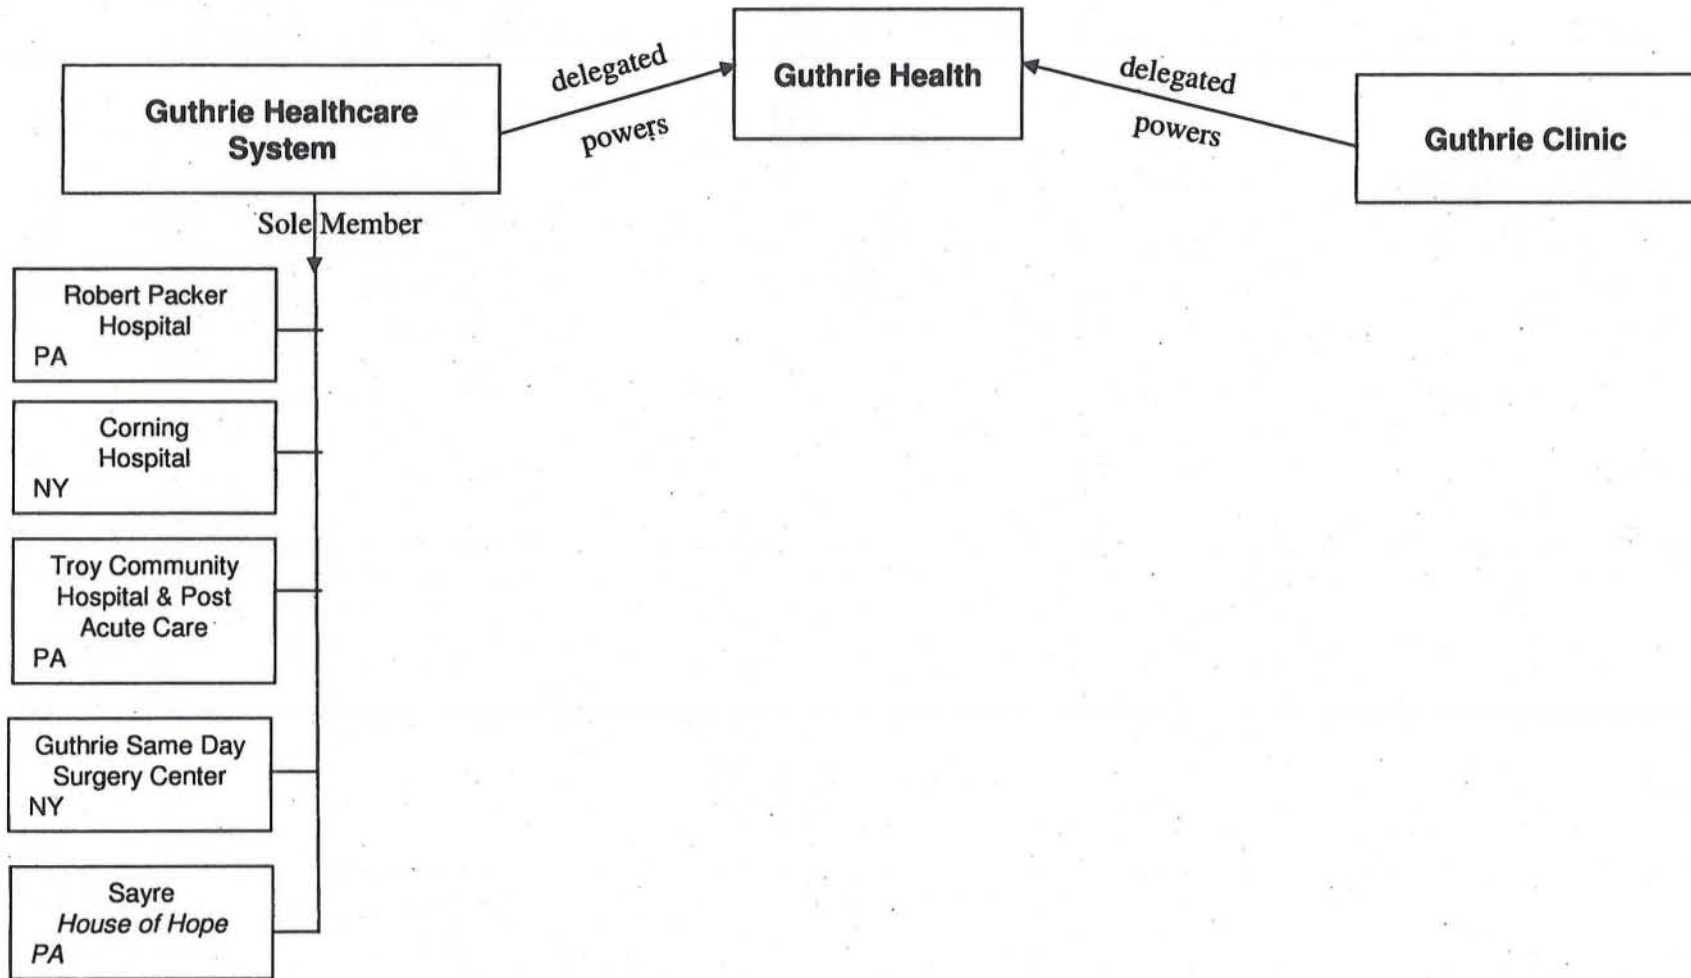 Guthrie Healthcare
System
delegated
powers
Guthrie Health
delegated
powers
Guthrie Clinic
Sole Member
Robert Packer
Hospital
PA
Corning
Hospital
NY
Troy Community
Hospital & Post
Acute Care
PA
Guthrie Same Day
Surgery Center
NY
Sayre
House of Hope
PA